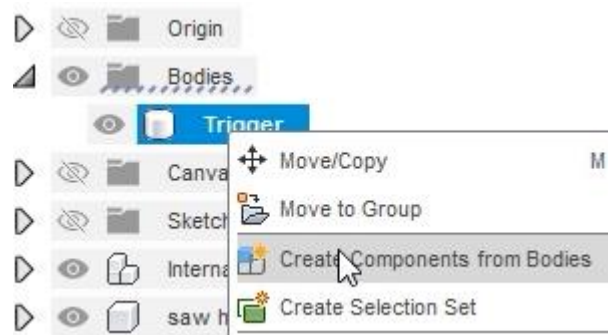 Origin
Bodies
Trigger
Move/Copy M
Canva
Move to Group
Sketch
Create Components from Bodies
Interna
Create Selection Set
saw h